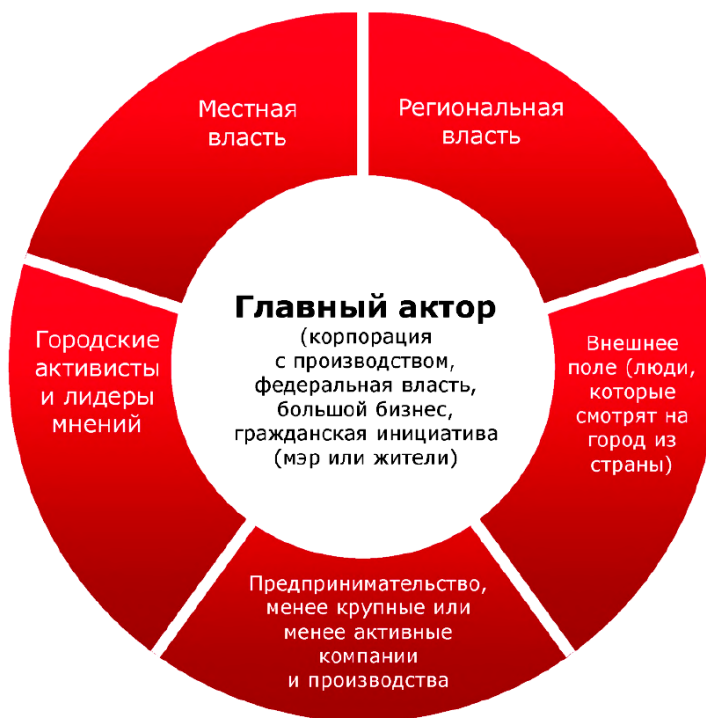 Местная
власть
Региональная
власть
Главный актор
(корпорация
с производством,
федеральная власть,
большой бизнес,
гражданская инициатива
(мэр или жители)
Городские
активисты
и лидеры
мнений
Внешнее
поле (люди,
которые
смотрят на
город из
страны)
Предпринимательство,
менее крупные или
менее активные
компании
и производства